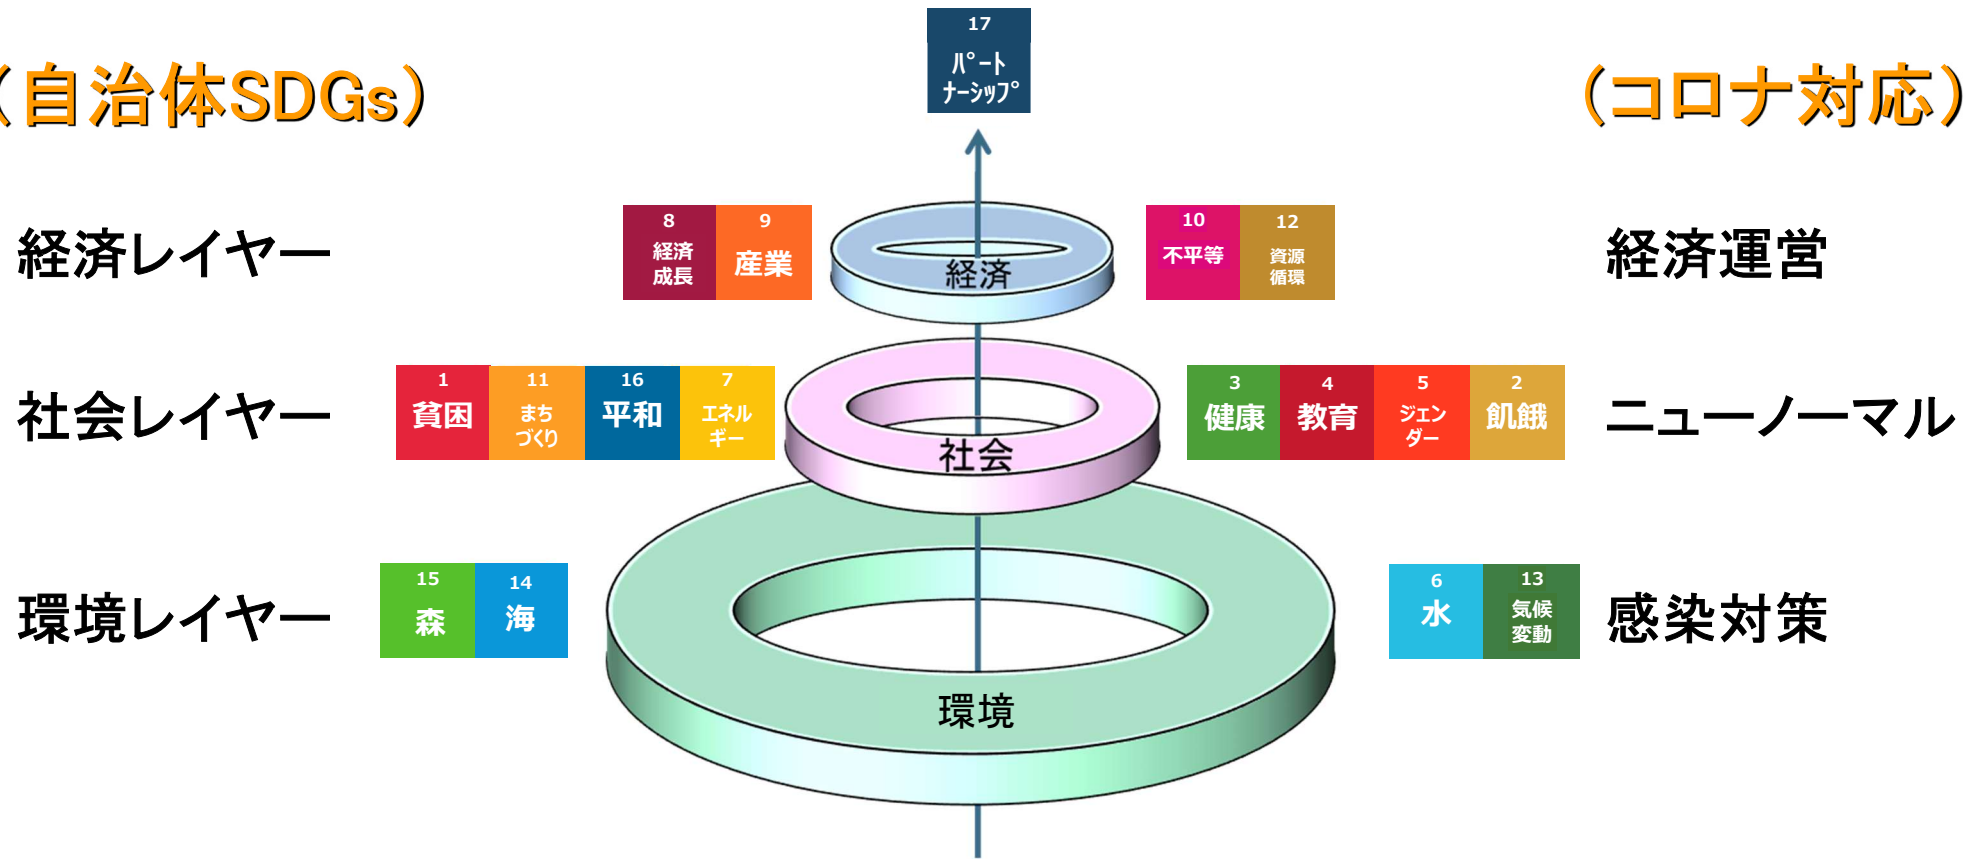 17
パート
ナーシップ
（自治体SDGs）
（コロナ対応）
経済レイヤー
8
経済
成長
9
産業
経済
10
不平等
12
資源
循環
経済運営
社会レイヤー
1
貧困
11
まち
づくり
16
平和
7
エネル
ギー
社会
3
健康
4
教育
5
ジェン
ダー
2
飢餓
ニューノーマル
環境レイヤー
15
森
14
海
環境
6
水
13
気候
変動
感染対策